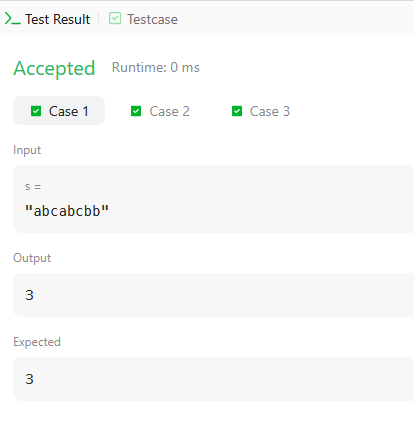 Test Result Testcase
Accepted Runtime: 0 ms
Case 1 Case 2 Case 3
Input
s =
"abcabcbb"
Output
3
Expected
3